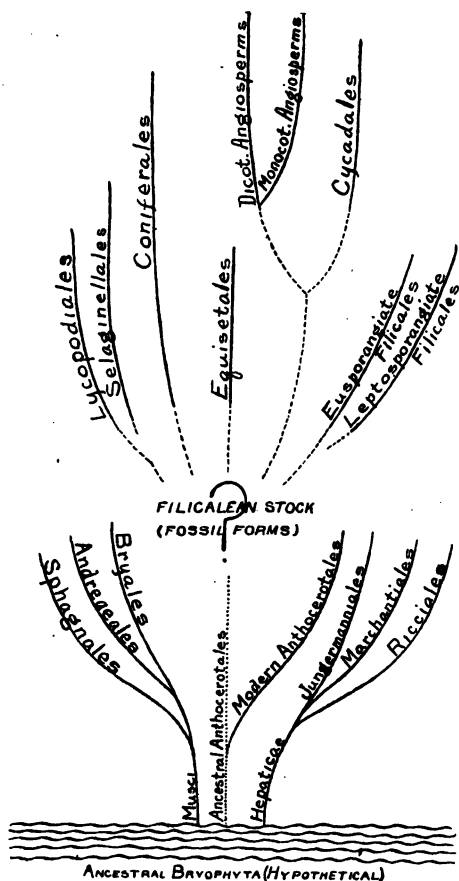 Dicot. Angiosperms
Monocot. Angiosperms
Cycadales
Coniferales
Lycopodiales
Selaginellales
Equisetales
Eusporangiate
Filicales
Leptosporangiate
Filicales
?
FILICALEAN STOCK
(FOSSIL FORMS)
Sphagnales
Andreaeales
Bryales
Modern Anthocerotales
Jungermanniales
Marchantiales
Ricciales
Musci
Ancestral Anthocerotales
Hepaticae
ANCESTRAL BRYOPHYTA (HYPOTHETICAL)